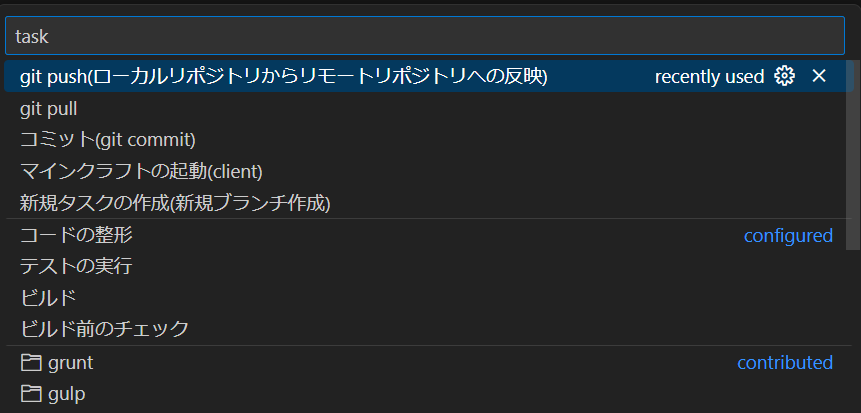 task
git push(ローカルリポジトリからリモートリポジトリへの反映) recently used
git pull
コミット(git commit)
マインクラフトの起動(client)
新規タスクの作成(新規ブランチ作成)
コードの整形 configured
テストの実行
ビルド
ビルド前のチェック
grunt contributed
gulp